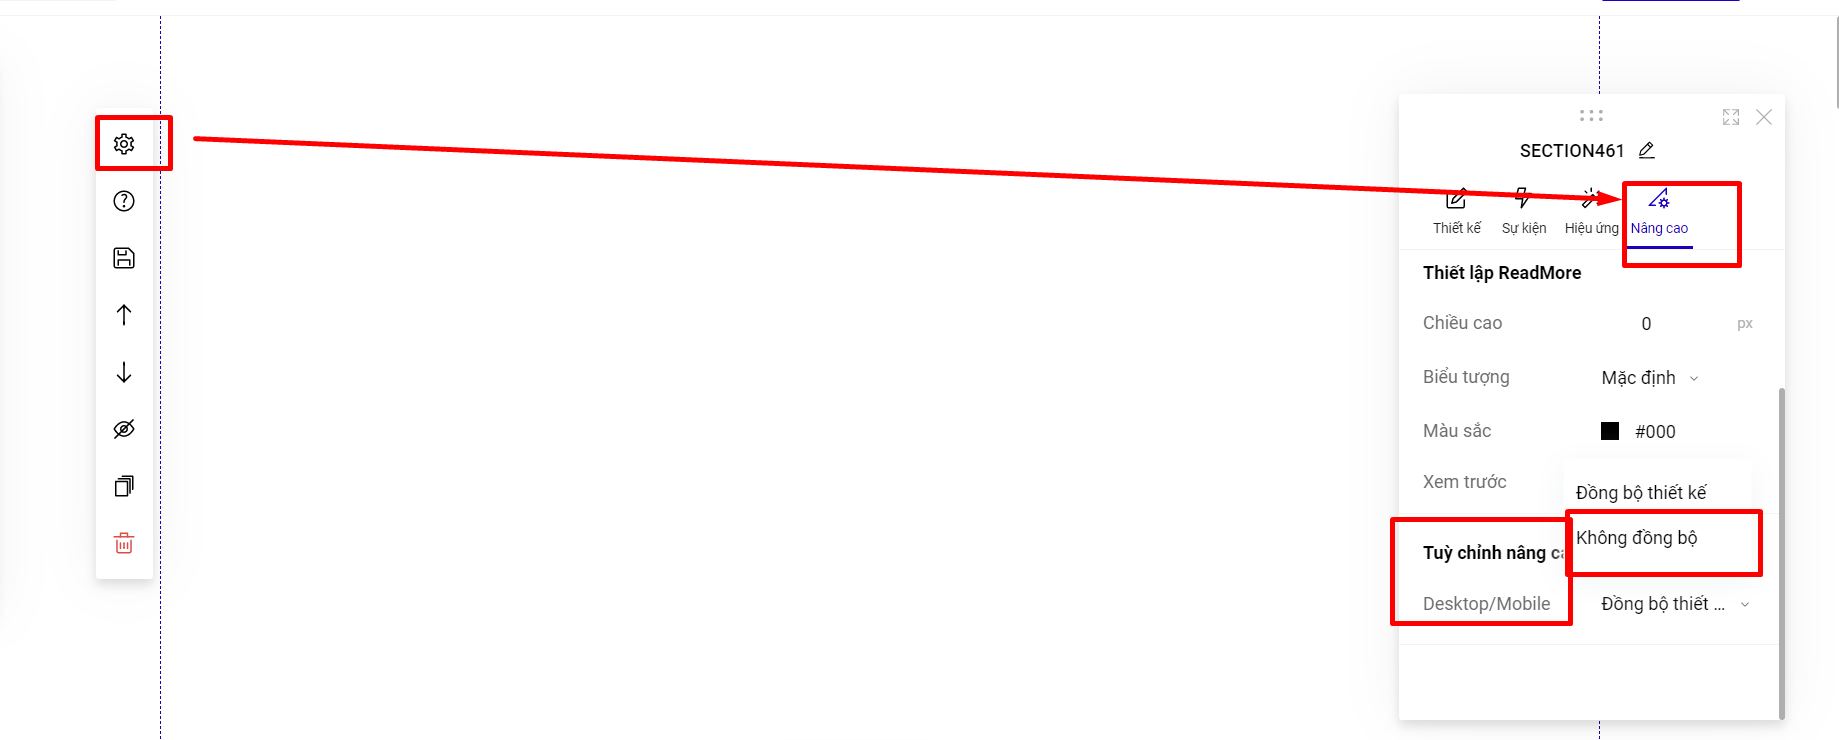 SECTION461
Thiết kế Sự kiện Hiệu ứng Nâng cao
Thiết lập ReadMore
Chiều cao 0 px
Biểu tượng Mặc định
Màu sắc #000
Xem trước
Đồng bộ thiết kế
Không đồng bộ
Tuỳ chỉnh nâng
Desktop/Mobile Đồng bộ thiết ...